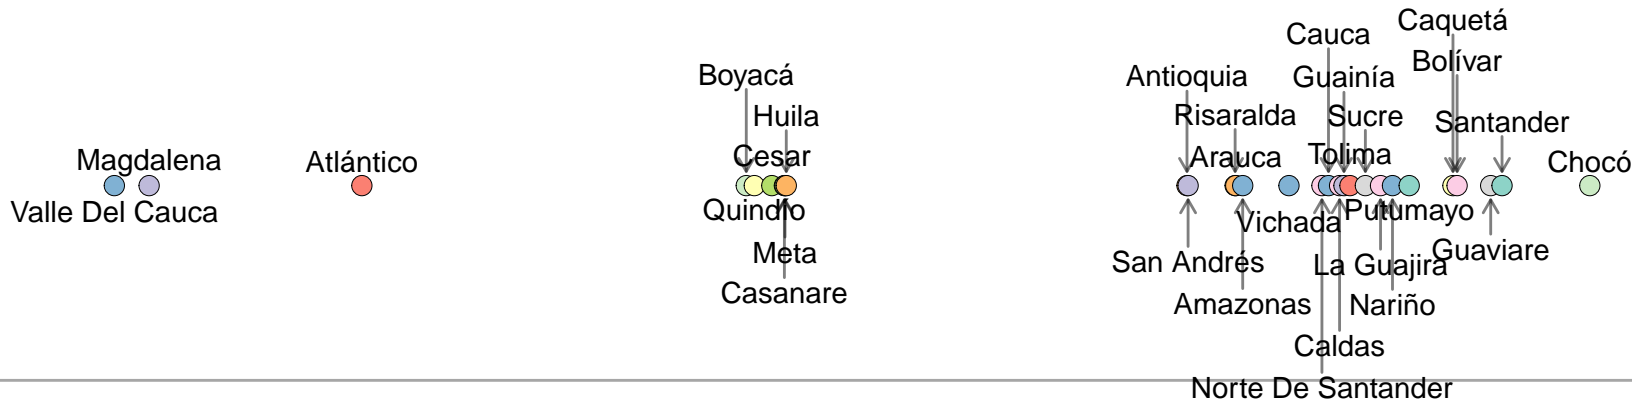 Caquetá
Cauca
Bolívar
Boyacá
Antioquia
Guainía
Huila
Risaralda
Sucre
Santander
Magdalena
Atlántico
Cesar
Arauca
Tolima
Chocó
Valle Del Cauca
Quindío
Vichada
Putumayo
Meta
San Andrés
La Guajira
Guaviare
Casanare
Amazonas
Nariño
Caldas
Norte De Santander